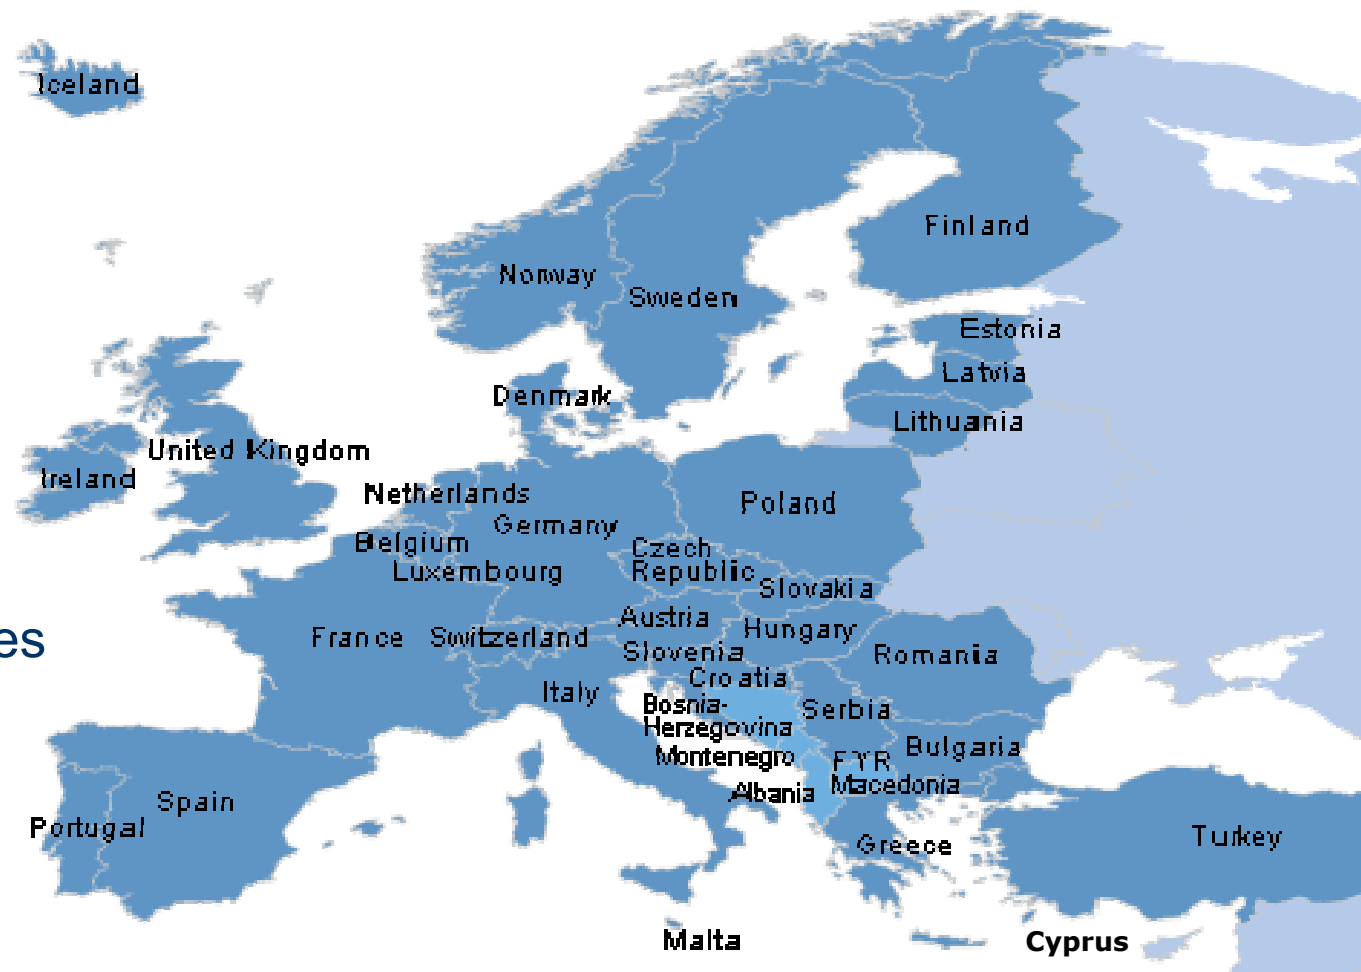 Iceland
Finland
Norway
Sweden
Estonia
Latvia
Denmark
Lithuania
United Kingdom
Ireland
Netherlands
Poland
Germany
Belgium
Czech
Republic
Luxembourg
Slovakia
Austria
Hungary
France
Switzerland
es
Slovenia
Romania
Croatia
Italy
Bosnia-
Herzegovina
Serbia
Montenegro
FYR
Macedonia
Bulgaria
Albania
Spain
Portugal
Greece
Turkey
Malta
Cyprus